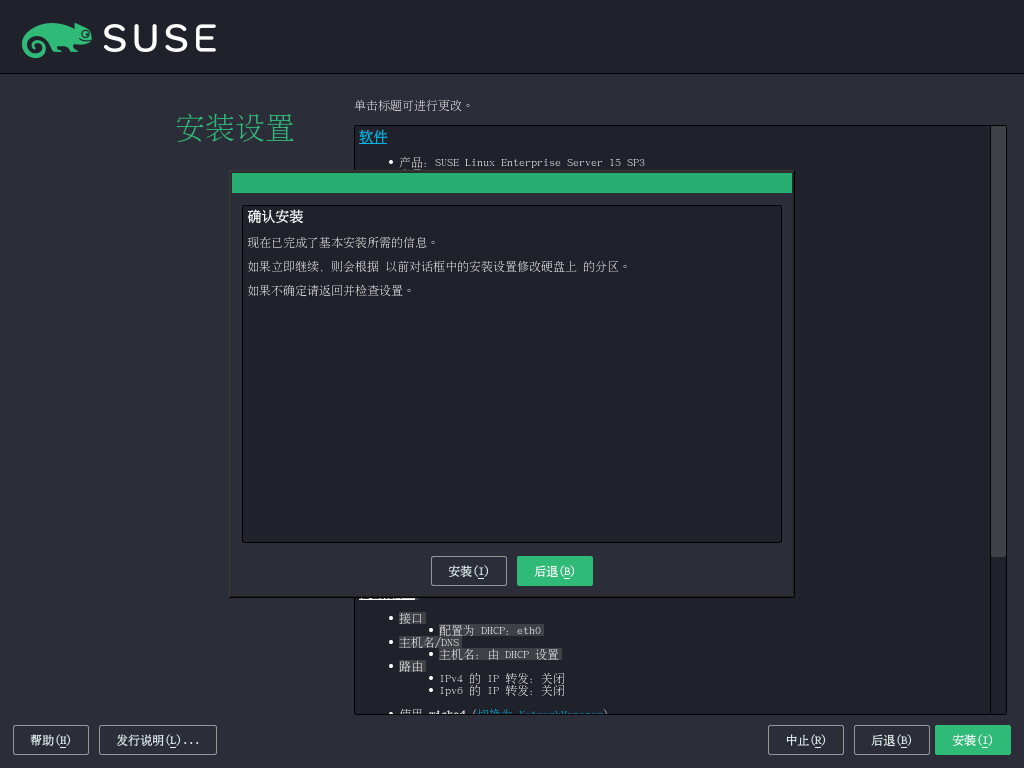 SUSE
单击标题可进行更改。
安装设置
软件
产品: SUSE Linux Enterprise Server 15 SP3
确认安装
现在已完成了基本安装所需的信息。
如果立即继续, 则会根据 以前对话框中的安装设置修改硬盘上 的分区。
如果不确定请返回并检查设置。
安装(I) 后退(B)
接口
配置为 DHCP: eth0
主机名/DNS
主机名: 由 DHCP 设置
路由
IPv4 的 IP 转发: 关闭
Ipv6 的 IP 转发: 关闭
使用 wicked (切换为 NetworkManager)
帮助(H) 发行说明(L)... 中止(R) 后退(B) 安装(I)